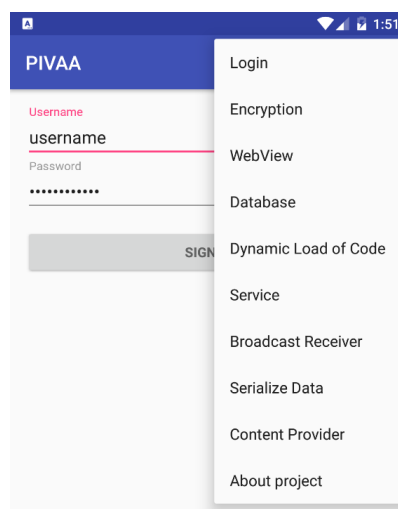 A
1:51
PIVAA
Username
username
Password
••••••••••••
SIGN
Login
Encryption
WebView
Database
Dynamic Load of Code
Service
Broadcast Receiver
Serialize Data
Content Provider
About project